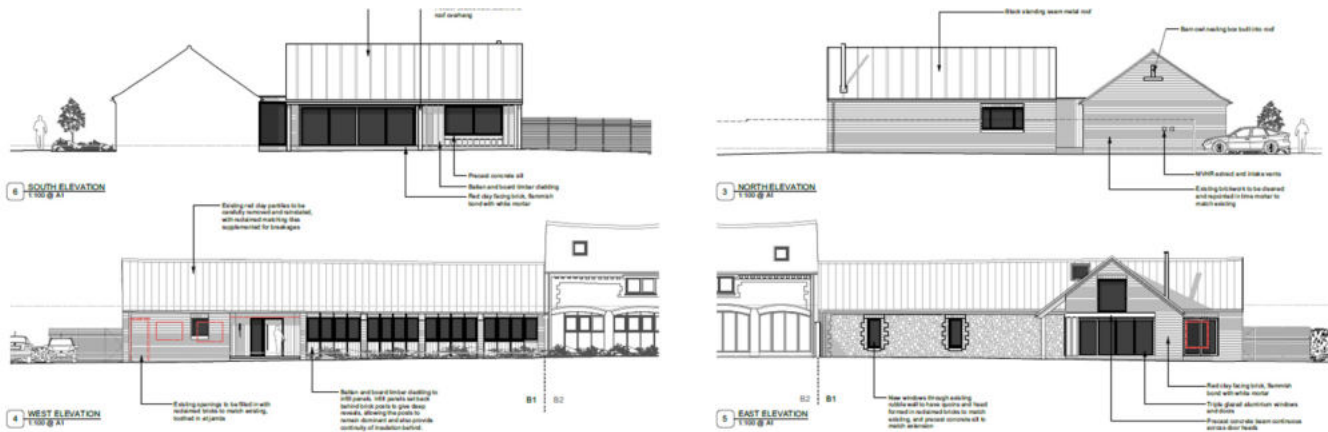 roof overhang
Precast concrete sill
Batten and board timber cladding
Red clay facing brick, flemmish
bond with white mortar
6
SOUTH ELEVATION
1:100 @ A1
Black standing seam metal roof
Barn owl nesting box built into roof
MVHR extract and intake vents
Existing brickwork to be cleaned
and repointed in lime mortar to
match existing
3
NORTH ELEVATION
1:100 @ A1
Existing red clay pantiles to be
carefully removed and reinstated,
with reclaimed matching tiles
supplemented for breakages
Existing openings to be filled in with
reclaimed bricks to match existing,
toothed in at jambs
Batten and board timber cladding to
infill panels. Infill panels set back
behind brick posts to give deep
reveals, allowing the posts to
remain dominant and also provide
continuity of insulation behind.
B1
B2
4
WEST ELEVATION
1:100 @ A1
B2
B1
New windows through existing
rubble wall to have quoins and head
formed in reclaimed bricks to match
existing, and precast concrete sill to
match extension
Red clay facing brick, flemmish
bond with white mortar
Triple glazed aluminium windows
and doors
Precast concrete beam continuous
across door heads
5
EAST ELEVATION
1:100 @ A1